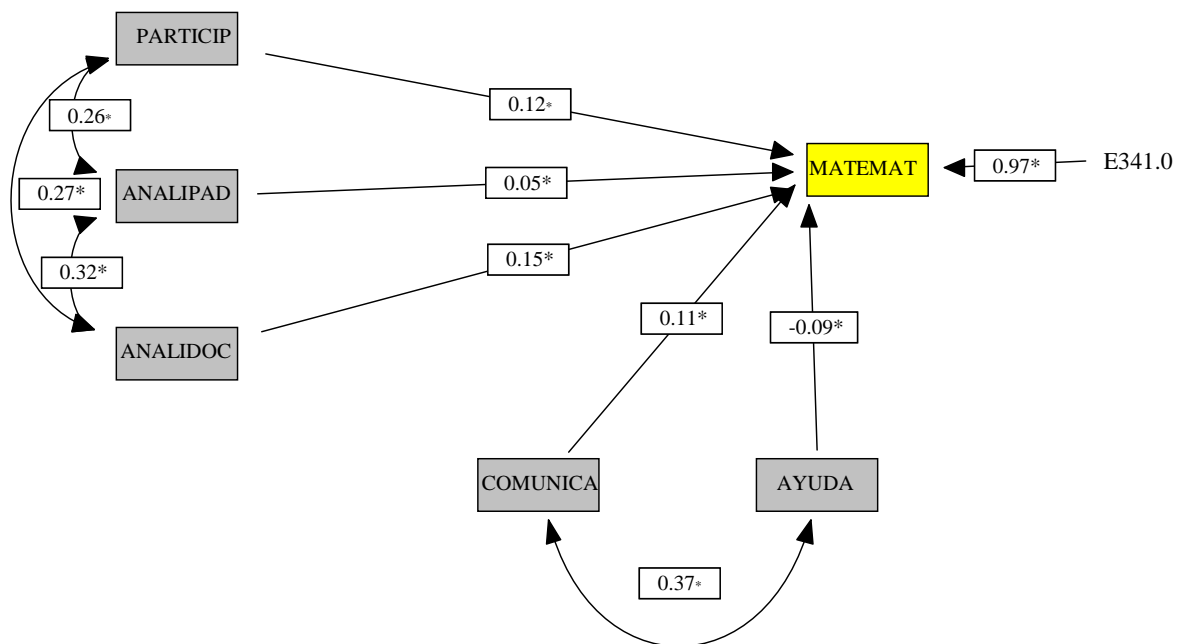 PARTICIP
0.26*
0.12*
MATEMAT
0.97*
E341.0
0.27*
ANALIPAD
0.05*
0.32*
0.15*
ANALIDOC
0.11*
-0.09*
COMUNICA
AYUDA
0.37*